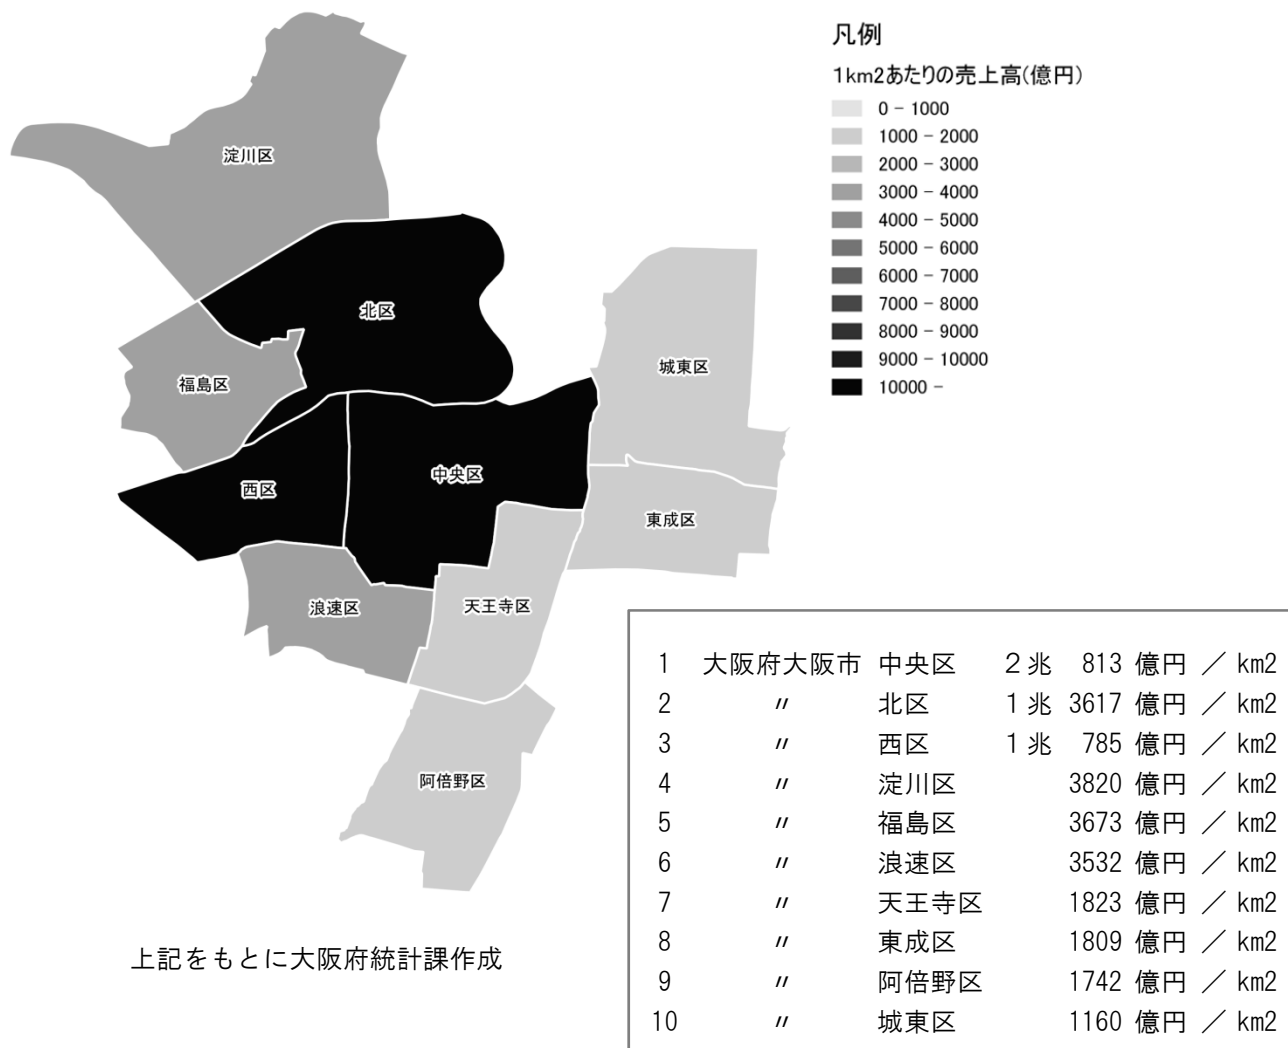 凡例
1km2あたりの売上高(億円)
0 - 1000
1000 - 2000
2000 - 3000
3000 - 4000
4000 - 5000
5000 - 6000
6000 - 7000
7000 - 8000
8000 - 9000
9000 - 10000
10000 -
淀川区
北区
福島区
城東区
西区
中央区
東成区
浪速区
天王寺区
阿倍野区
1 大阪府大阪市 中央区 2兆 813 億円 / km2
2 〃 北区 1兆 3617 億円 / km2
3 〃 西区 1兆 785 億円 / km2
4 〃 淀川区 3820 億円 / km2
5 〃 福島区 3673 億円 / km2
6 〃 浪速区 3532 億円 / km2
7 〃 天王寺区 1823 億円 / km2
8 〃 東成区 1809 億円 / km2
9 〃 阿倍野区 1742 億円 / km2
10 〃 城東区 1160 億円 / km2
上記をもとに大阪府統計課作成